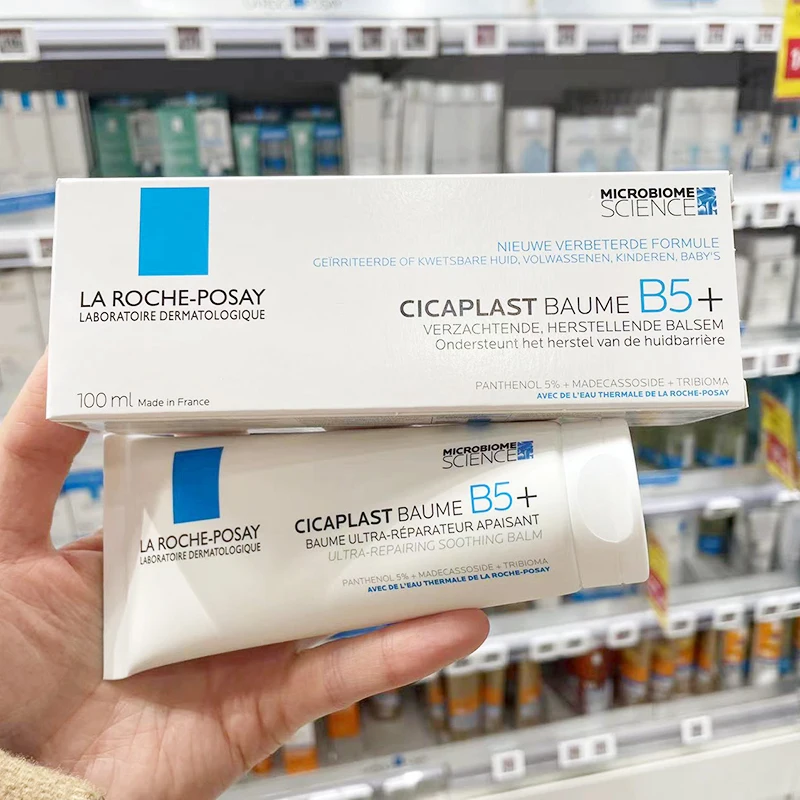 MICROBIOME
SCIENCE
NIEUWE VERBETERDE FORMULE
GEÏRRITEERDE OF KWETSBARE HUID, VOLWASSENEN, KINDEREN, BABY'S
LA ROCHE-POSAY
LABORATOIRE DERMATOLOGIQUE
CICAPLAST BAUME B5+
VERZACHTENDE, HERSTELLENDE BALSEM
Ondersteunt het herstel van de huidbarrière
100 ml Made in France
PANTHENOL 5% + MADECASSOSIDE + TRIBIOMA
AVEC DE L'EAU THERMALE DE LA ROCHE-POSAY
MICROBIOME
SCIENCE
LA ROCHE-POSAY
LABORATOIRE DERMATOLOGIQUE
CICAPLAST BAUME B5+
BAUME ULTRA-RÉPARATEUR APAISANT
ULTRA-REPAIRING SOOTHING BALM
PANTHENOL 5% + MADECASSOSIDE + TRIBIOMA
AVEC DE L'EAU THERMALE DE LA ROCHE-POSAY